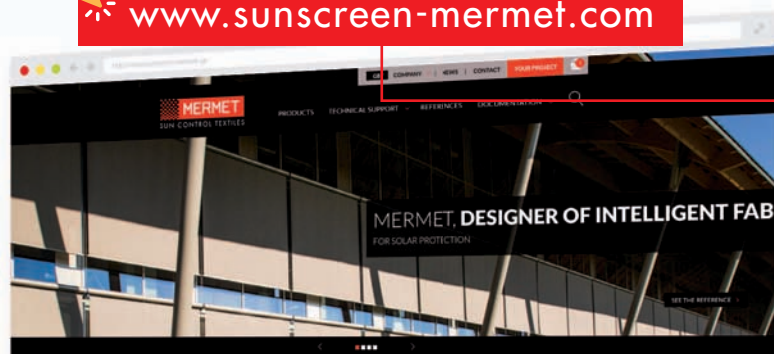 www.sunscreen-mermet.com
COMPANY | NEWS | CONTACT YOUR PROJECT
MERMET
SUN CONTROL TEXTILES
PRODUCTS TECHNICAL SUPPORT REFERENCES DOCUMENTATION
MERMET, DESIGNER OF INTELLIGENT FAB
FOR SOLAR PROTECTION
SEE THE REFERENCE